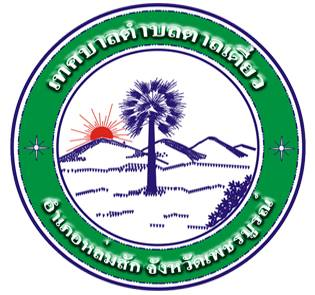 เทศบาลตำบลตาลเดี่ยว
อำเภอหล่มสัก จังหวัดเพชรบูรณ์